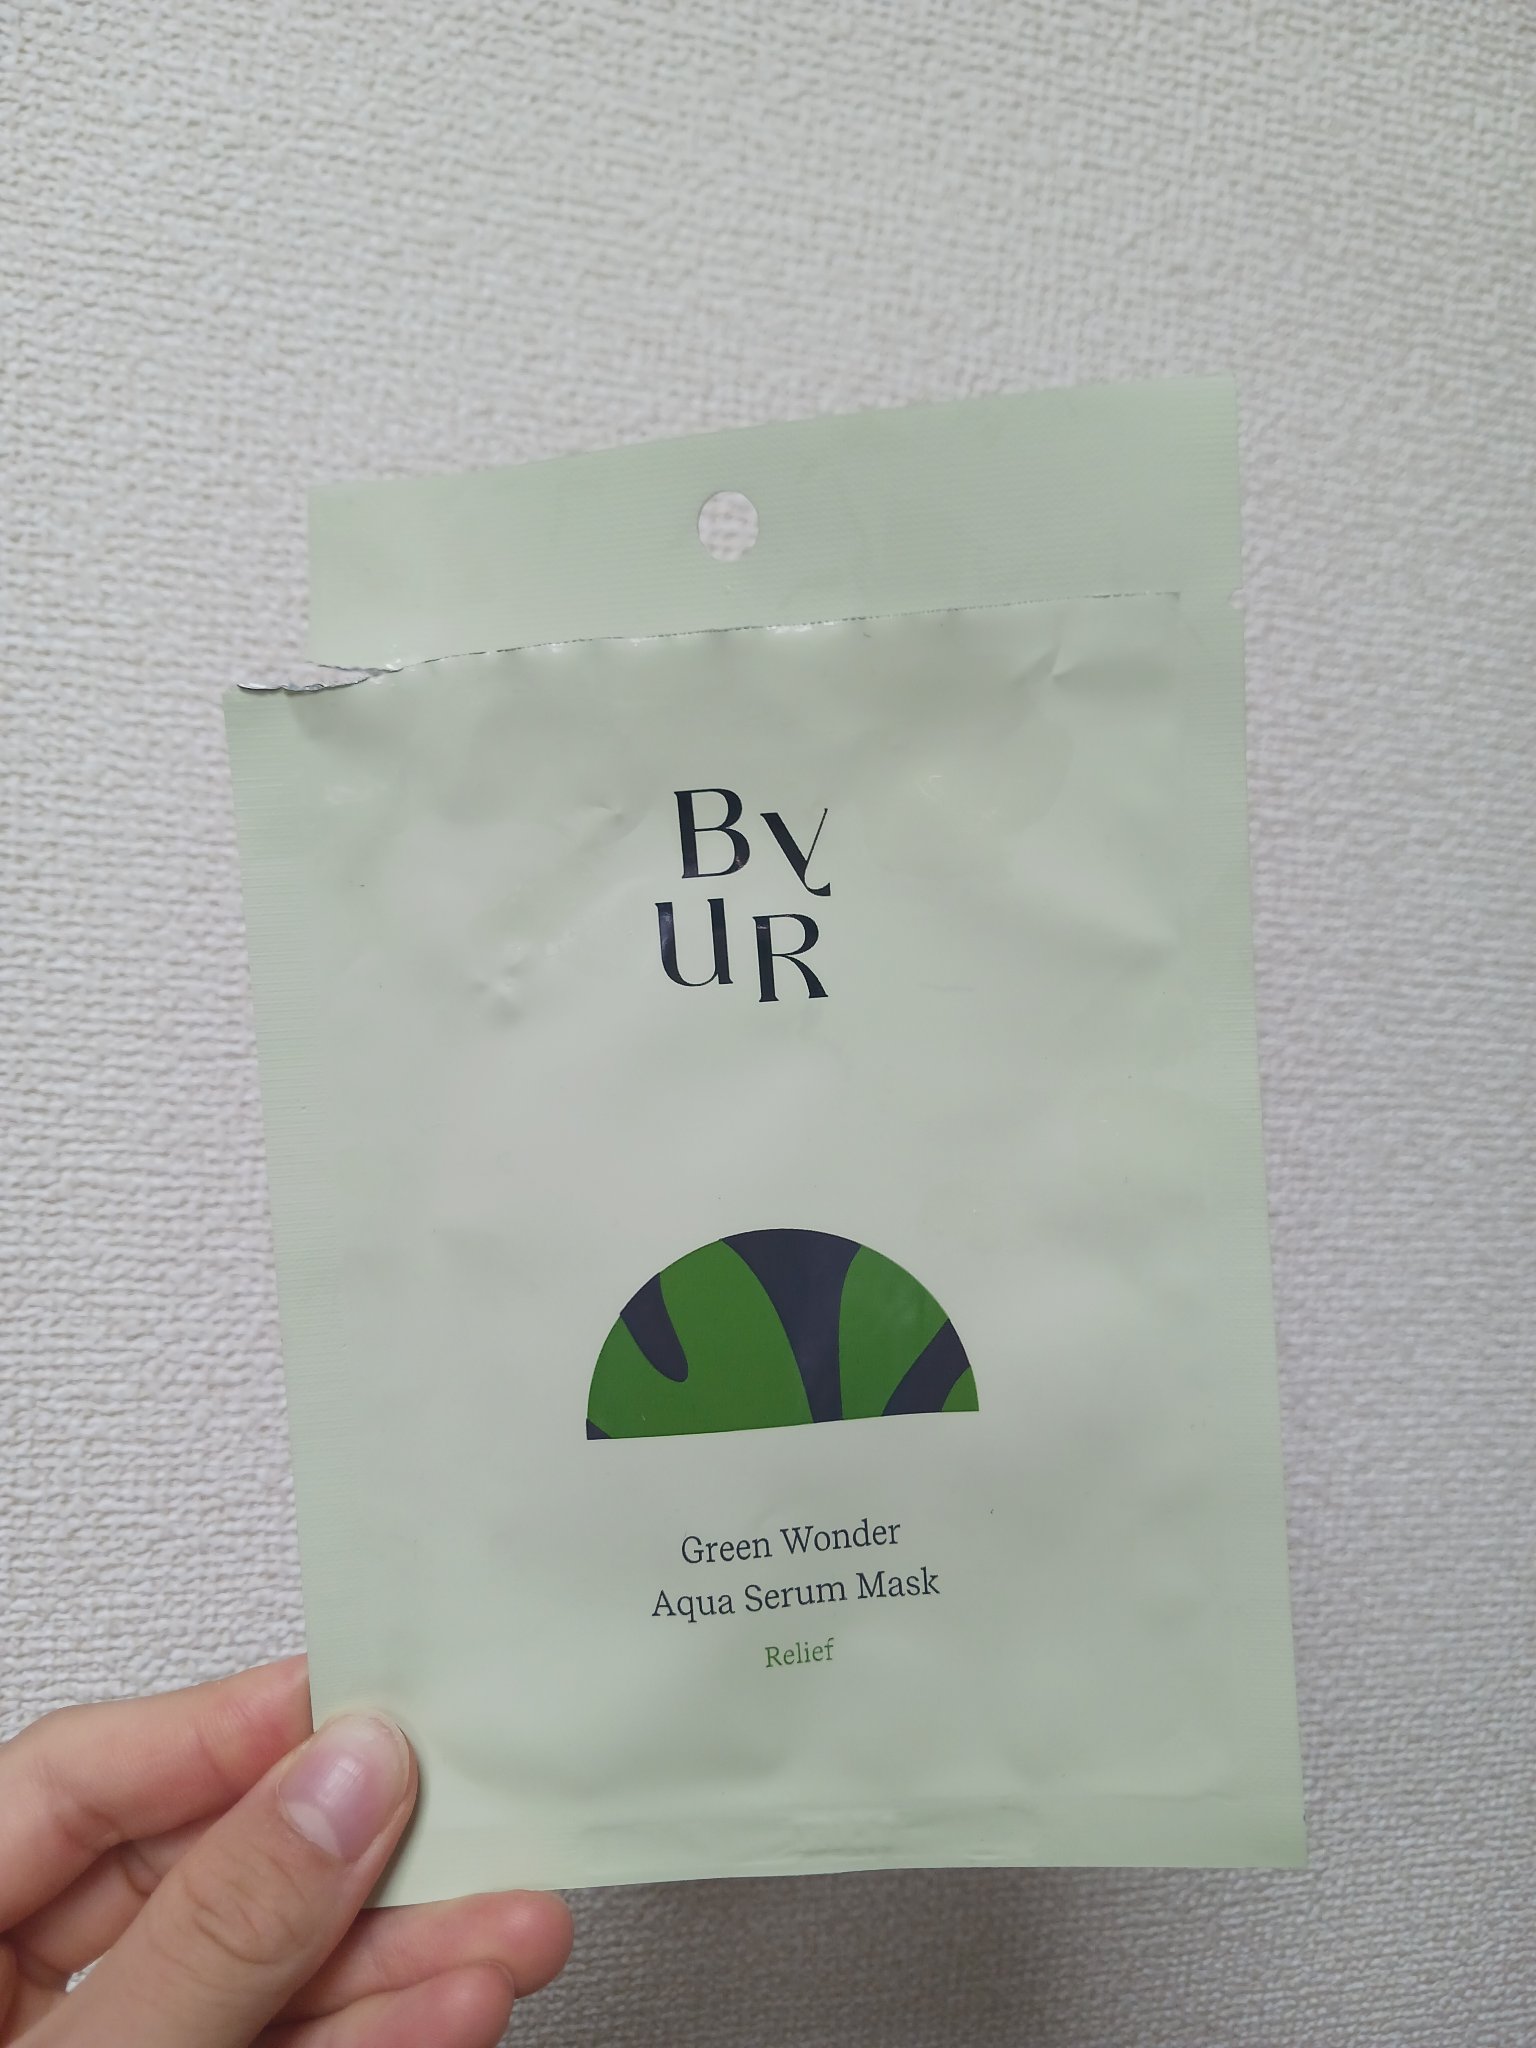 By
UR
Green Wonder
Aqua Serum Mask
Relief